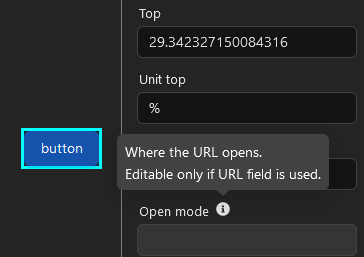 Top
29.342327150084316
Unit top
%
button
Where the URL opens.
Editable only if URL field is used.
Open mode